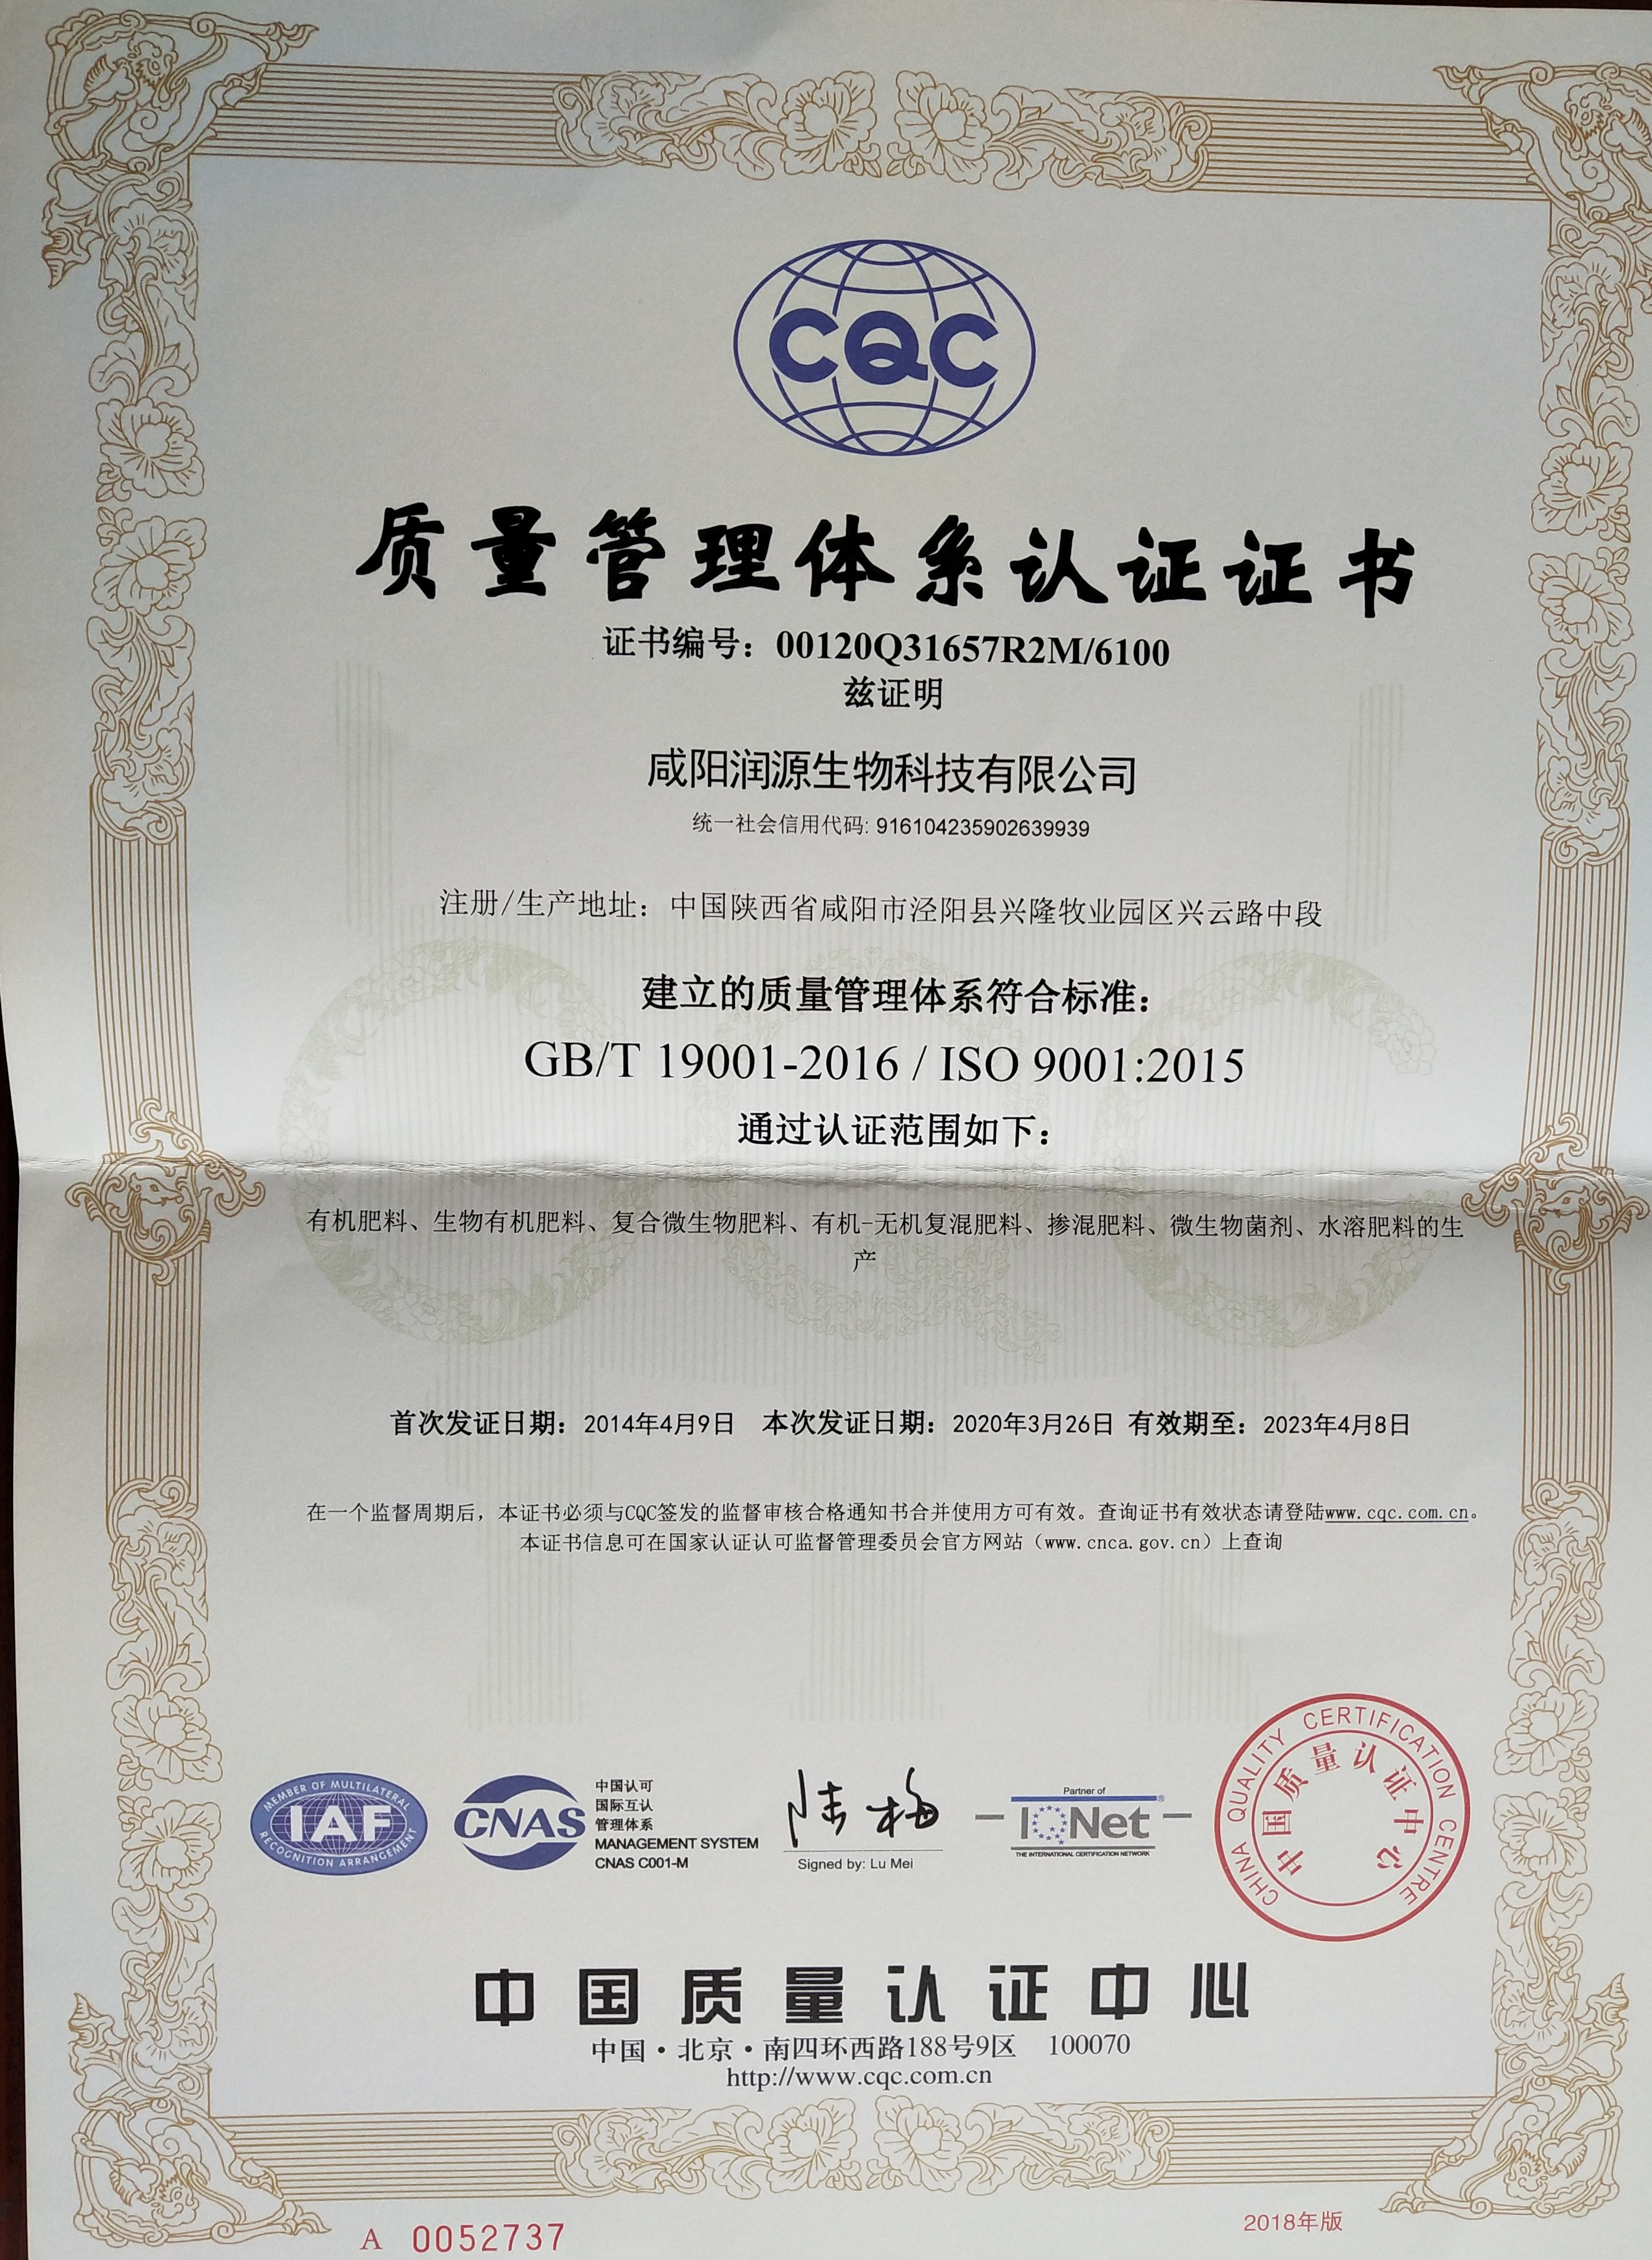 CQC
质量管理体系认证证书
证书编号：00120Q31657R2M/6100
兹证明
咸阳润源生物科技有限公司
统一社会信用代码: 916104235902639939
注册/生产地址：中国陕西省咸阳市泾阳县兴隆牧业园区兴云路中段
建立的质量管理体系符合标准：
GB/T 19001-2016 / ISO 9001:2015
通过认证范围如下：
有机肥料、生物有机肥料、复合微生物肥料、有机-无机复混肥料、掺混肥料、微生物菌剂、水溶肥料的生
产
首次发证日期：2014年4月9日 本次发证日期：2020年3月26日 有效期至：2023年4月8日
在一个监督周期后，本证书必须与CQC签发的监督审核合格通知书合并使用方可有效。查询证书有效状态请登陆www.cqc.com.cn。
本证书信息可在国家认证认可监督管理委员会官方网站（www.cnca.gov.cn）上查询
MEMBER OF MULTILATERAL
IAF
RECOGNITION ARRANGEMENT
CNAS
中国认可
国际互认
管理体系
MANAGEMENT SYSTEM
CNAS C001-M
陆梅
Signed by: Lu Mei
Partner of
IQNet®
THE INTERNATIONAL CERTIFICATION NETWORK
CHINA QUALITY CERTIFICATION CENTRE
中国质量认证中心
中国质量认证中心
中国·北京·南四环西路188号9区 100070
http://www.cqc.com.cn
A 0052737
2018年版